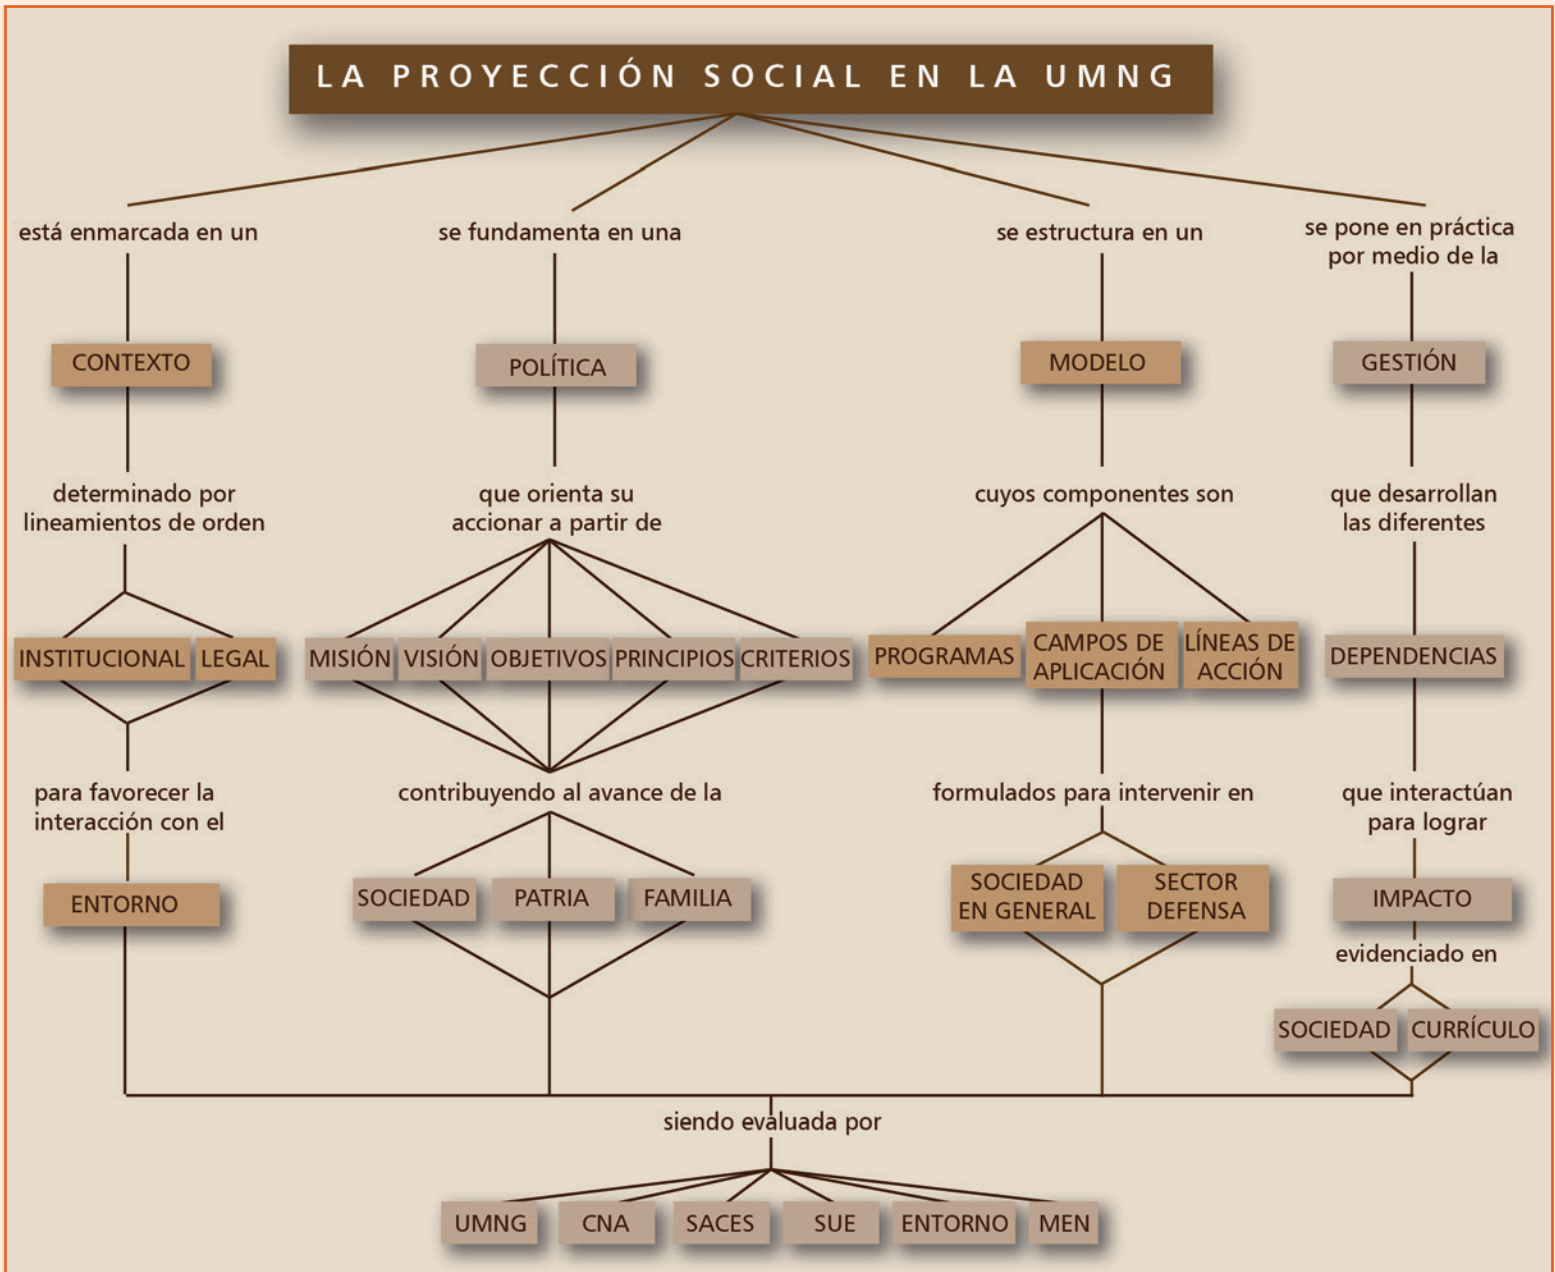 LA PROYECCIÓN SOCIAL EN LA UMNG
está enmarcada en un
CONTEXTO
determinado por
lineamientos de orden
INSTITUCIONAL
LEGAL
para favorecer la
interacción con el
ENTORNO
se fundamenta en una
POLÍTICA
que orienta su
accionar a partir de
MISIÓN
VISIÓN
OBJETIVOS
PRINCIPIOS
CRITERIOS
contribuyendo al avance de la
SOCIEDAD
PATRIA
FAMILIA
se estructura en un
MODELO
cuyos componentes son
PROGRAMAS
CAMPOS DE
APLICACIÓN
LÍNEAS DE
ACCIÓN
formulados para intervenir en
SOCIEDAD
EN GENERAL
SECTOR
DEFENSA
se pone en práctica
por medio de la
GESTIÓN
que desarrollan
las diferentes
DEPENDENCIAS
que interactúan
para lograr
IMPACTO
evidenciado en
SOCIEDAD
CURRÍCULO
siendo evaluada por
UMNG
CNA
SACES
SUE
ENTORNO
MEN